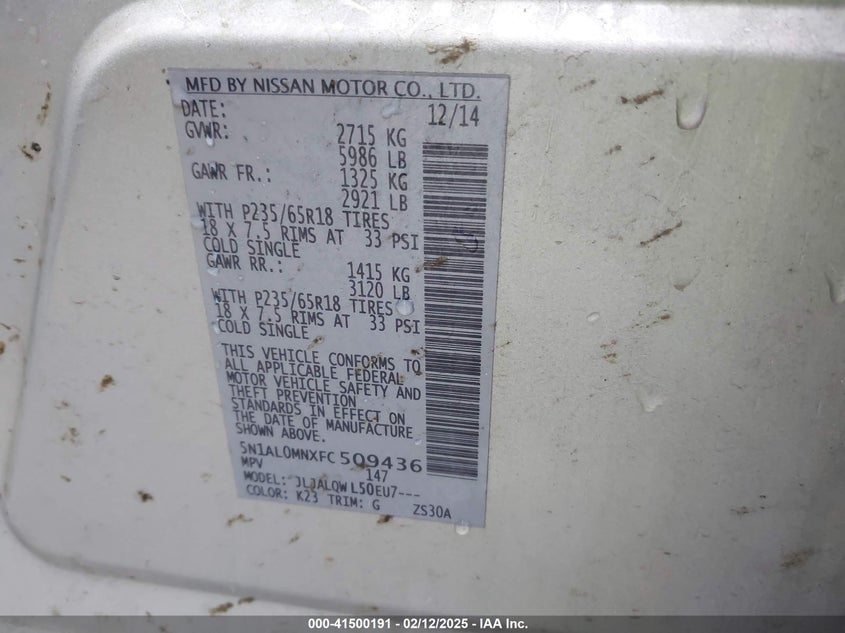 MFD BY NISSAN MOTOR CO., LTD.
DATE: 12/14
GVWR: 2715 KG
5986 LB
GAWR FR.: 1325 KG
2921 LB
WITH P235/65R18 TIRES
18 X 7.5 RIMS AT 33 PSI
COLD SINGLE
GAWR RR.: 1415 KG
3120 LB
WITH P235/65R18 TIRES
18 X 7.5 RIMS AT 33 PSI
COLD SINGLE
THIS VEHICLE CONFORMS TO
ALL APPLICABLE FEDERAL
MOTOR VEHICLE SAFETY AND
THEFT PREVENTION
STANDARDS IN EFFECT ON
THE DATE OF MANUFACTURE
SHOWN ABOVE.
5N1AL0MNXFC509436
MPV 147
MODEL: JLJALQWL50EU7---
COLOR: K23 TRIM: G ZS30A
000-41500191 - 02/12/2025 - IAA Inc.